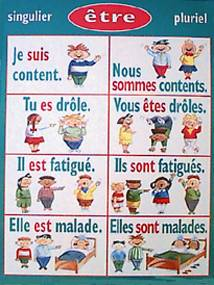 singulier être pluriel
Je suis
content.
Nous
sommes contents.
Tu es drôle.
Vous êtes drôles.
Il est fatigué.
Ils sont fatigués.
Elle est malade.
Elles sont malades.